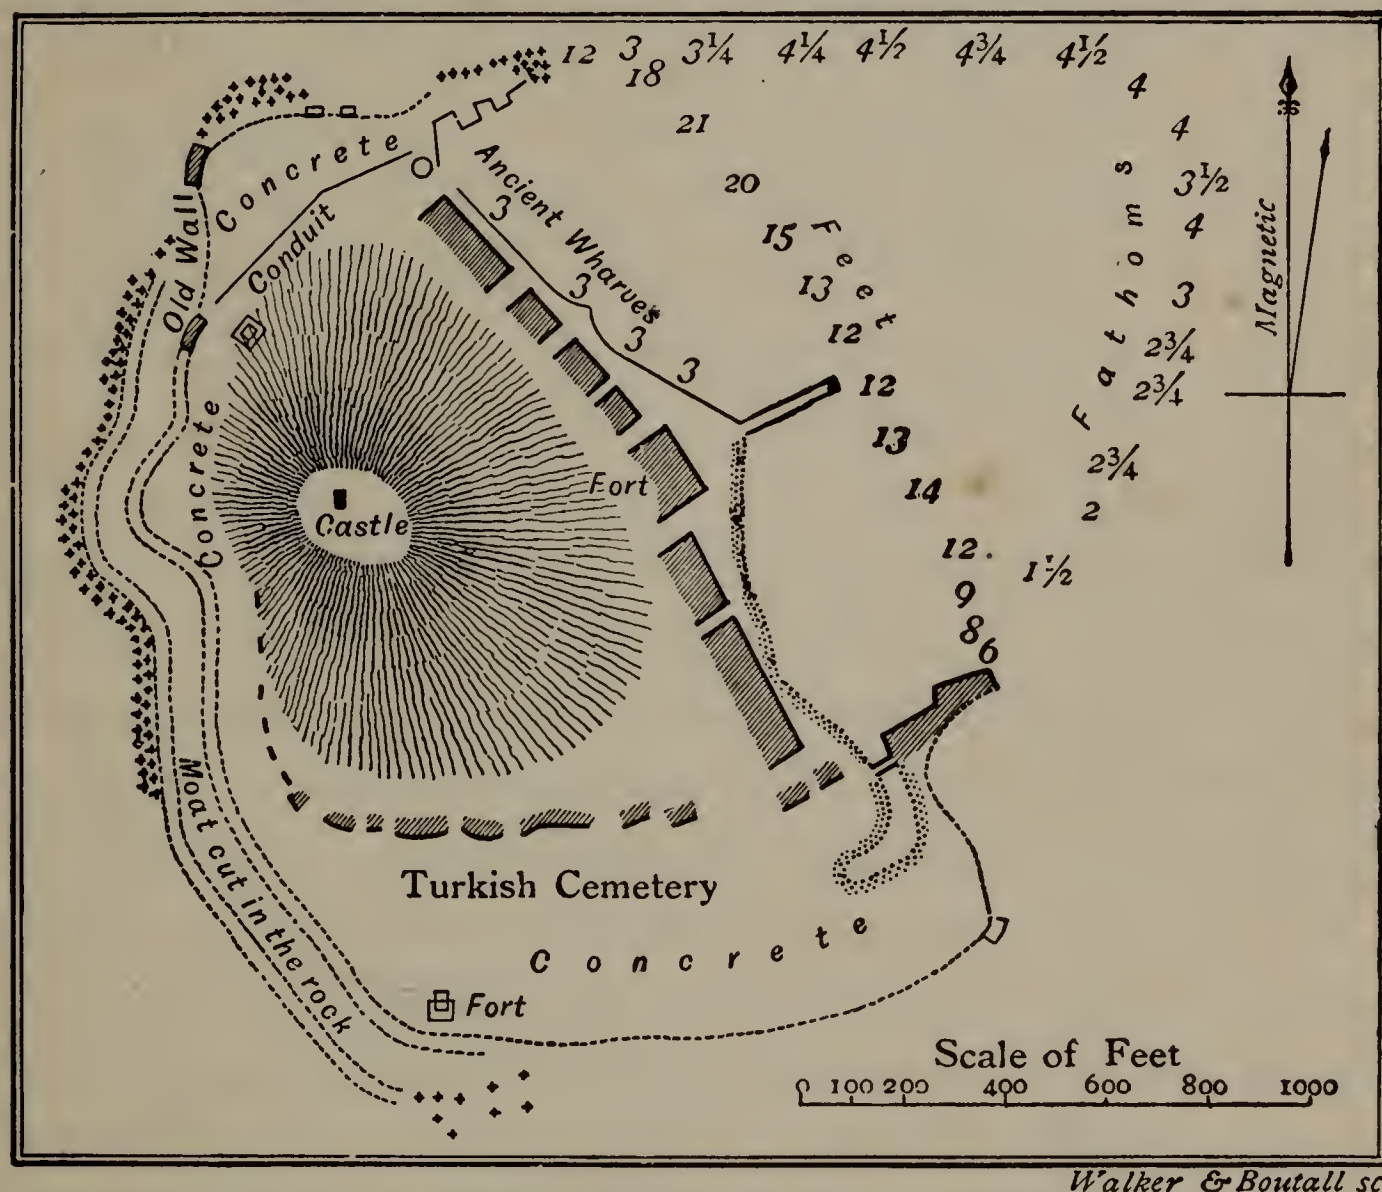 12 3 3¼ 4¼ 4½ 4¾ 4½
18 4
21 4
20 3½
15 4
13 3
12 2¾
12 2¾
13 2¾
14 2
12. 1½
9
8
6
Feet
Fathoms
Magnetic
Concrete
Conduit
Old Wall
Ancient Wharves
3
3
3
3
Concrete
Castle
Fort
Moat cut in the rock
Turkish Cemetery
Concrete
Fort
Scale of Feet
0 100 200 400 600 800 1000
Walker & Boutall sc